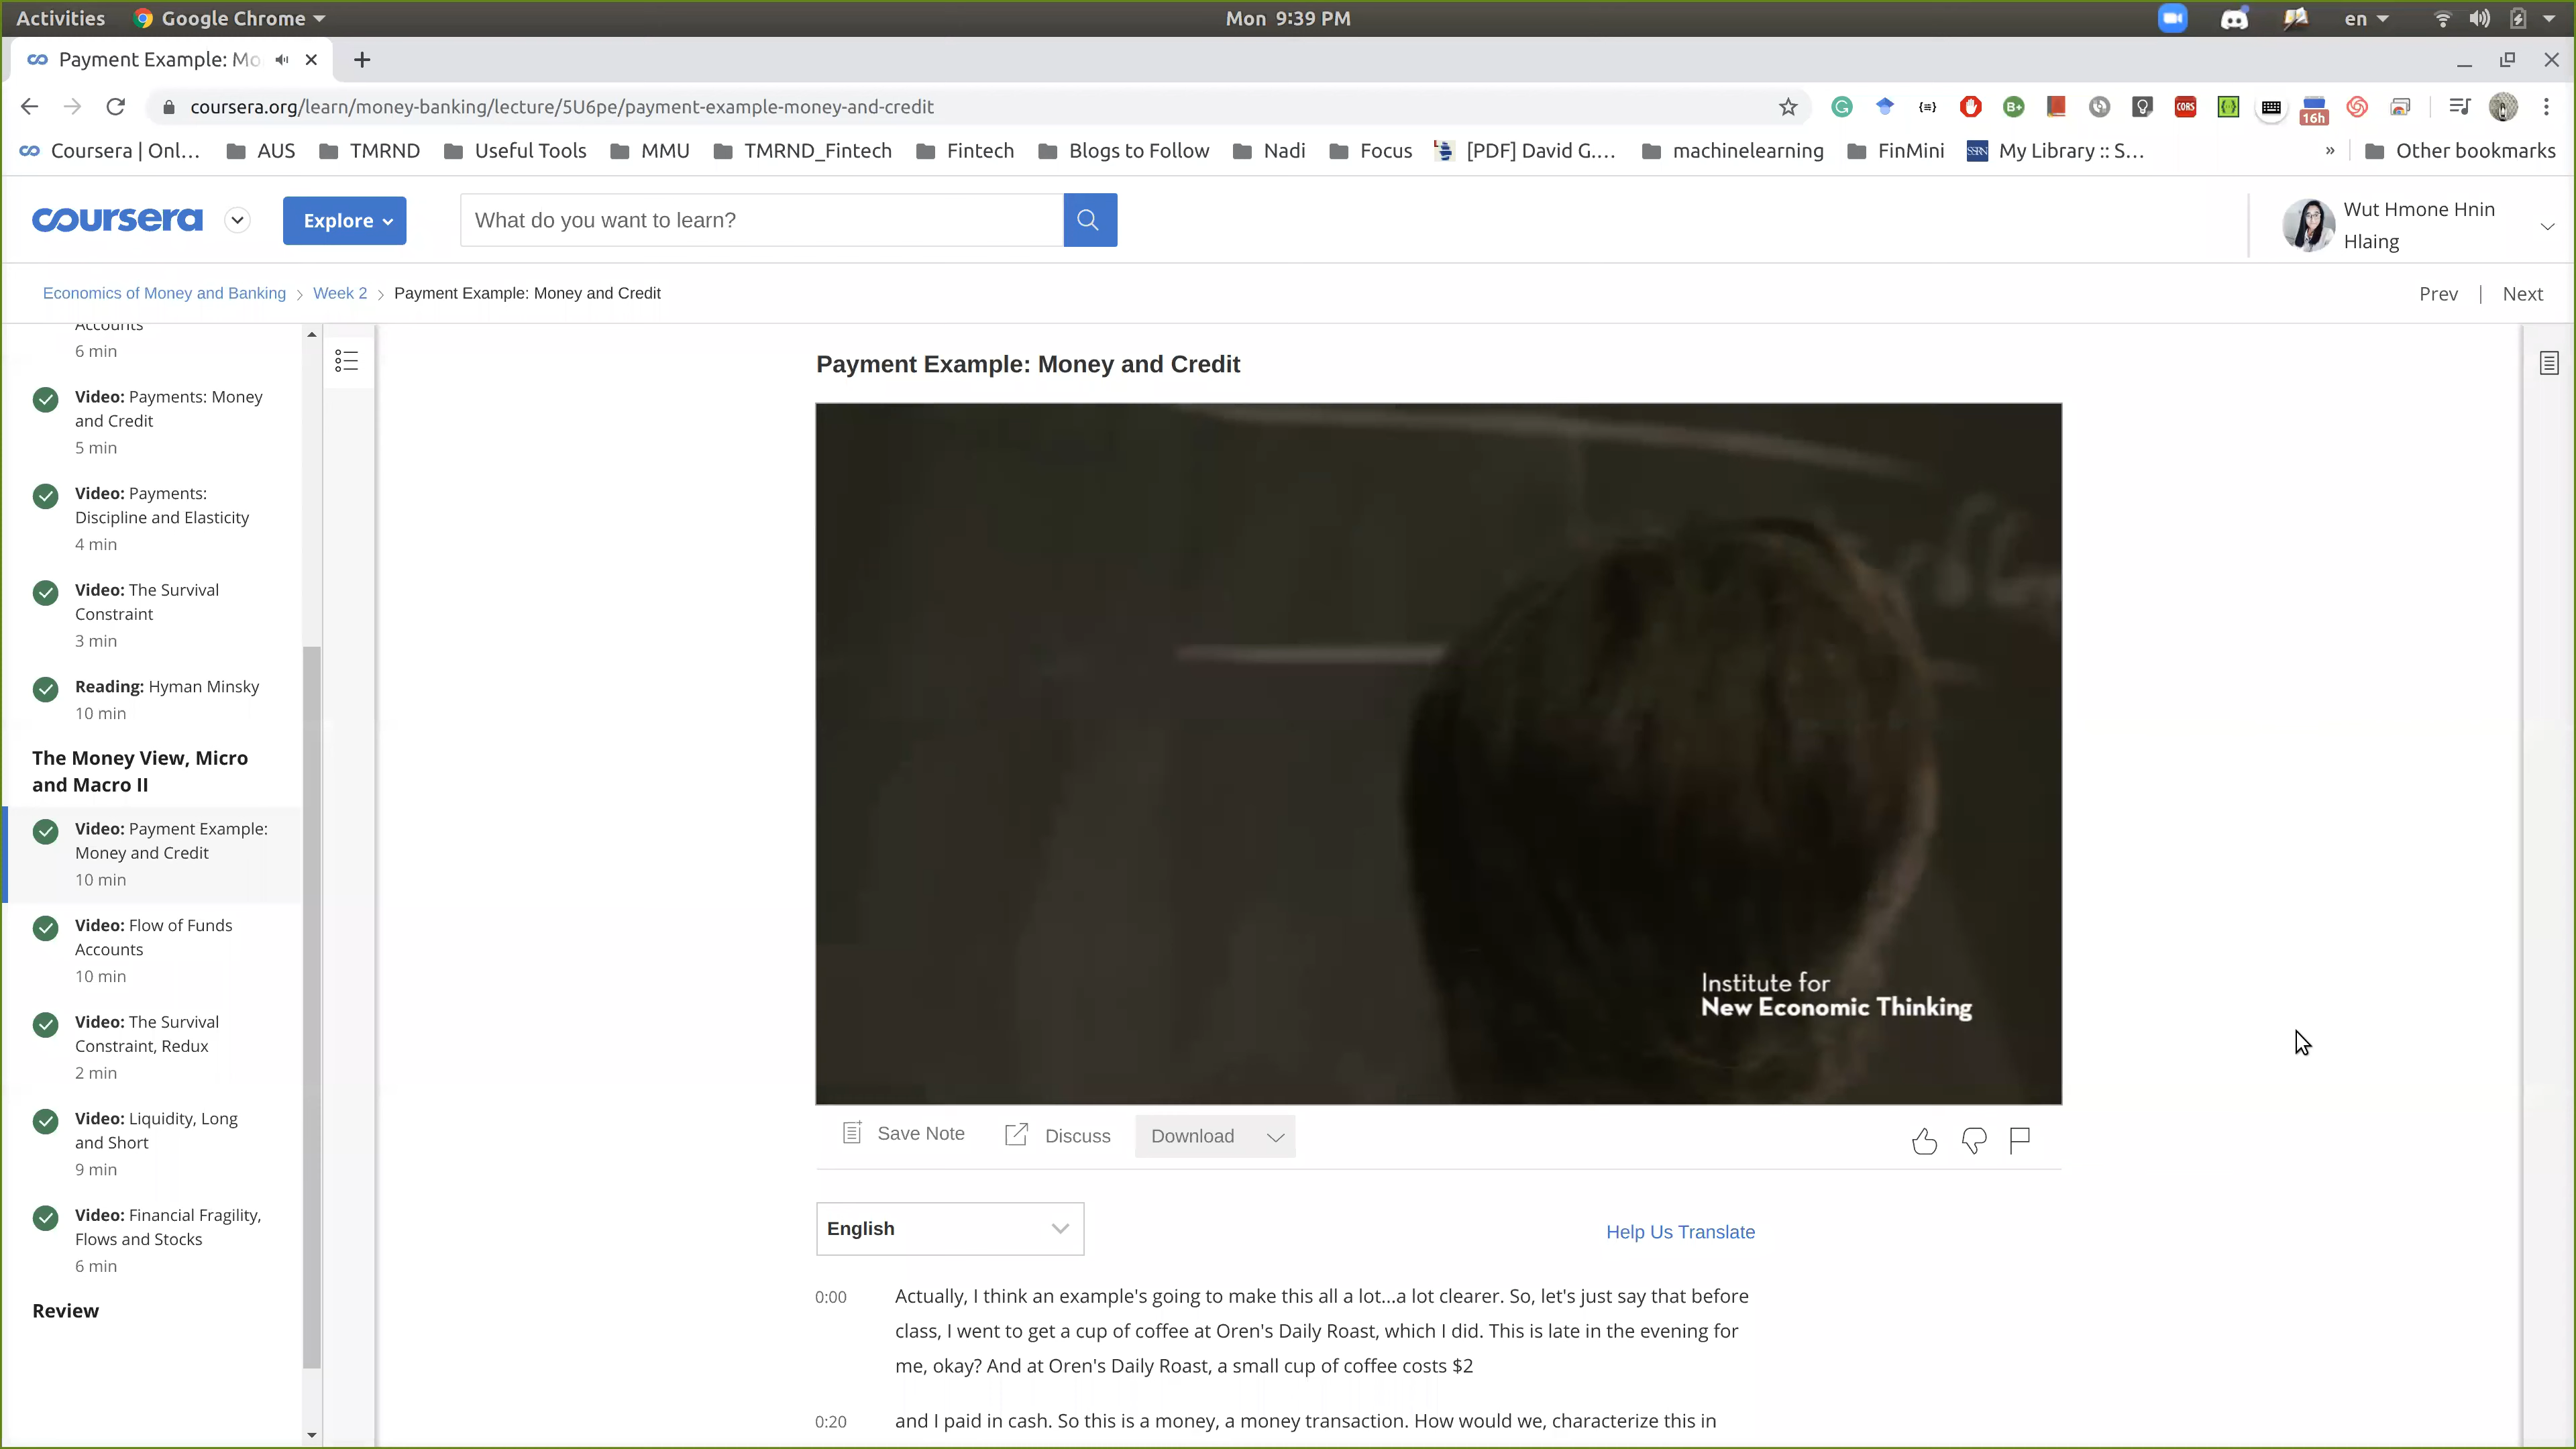 Activities
Google Chrome
Mon 9:39 PM
en
Payment Example: Mo
coursera.org/learn/money-banking/lecture/5U6pe/payment-example-money-and-credit
B+
CORS
16h
Coursera | Onl...
AUS
TMRND
Useful Tools
MMU
TMRND_Fintech
Fintech
Blogs to Follow
Nadi
Focus
[PDF] David G....
machinelearning
FinMini
SSRN
My Library :: S...
»
Other bookmarks
coursera
Explore
What do you want to learn?
Wut Hmone Hnin
Hlaing
Economics of Money and Banking > Week 2 > Payment Example: Money and Credit
Prev | Next
Accounts
6 min
Video: Payments: Money
and Credit
5 min
Video: Payments:
Discipline and Elasticity
4 min
Video: The Survival
Constraint
3 min
Reading: Hyman Minsky
10 min
The Money View, Micro
and Macro II
Video: Payment Example:
Money and Credit
10 min
Video: Flow of Funds
Accounts
10 min
Video: The Survival
Constraint, Redux
2 min
Video: Liquidity, Long
and Short
9 min
Video: Financial Fragility,
Flows and Stocks
6 min
Review
Payment Example: Money and Credit
Institute for
New Economic Thinking
Save Note
Discuss
Download
English
Help Us Translate
0:00
Actually, I think an example's going to make this all a lot...a lot clearer. So, let's just say that before
class, I went to get a cup of coffee at Oren's Daily Roast, which I did. This is late in the evening for
me, okay? And at Oren's Daily Roast, a small cup of coffee costs $2
0:20
and I paid in cash. So this is a money, a money transaction. How would we, characterize this in